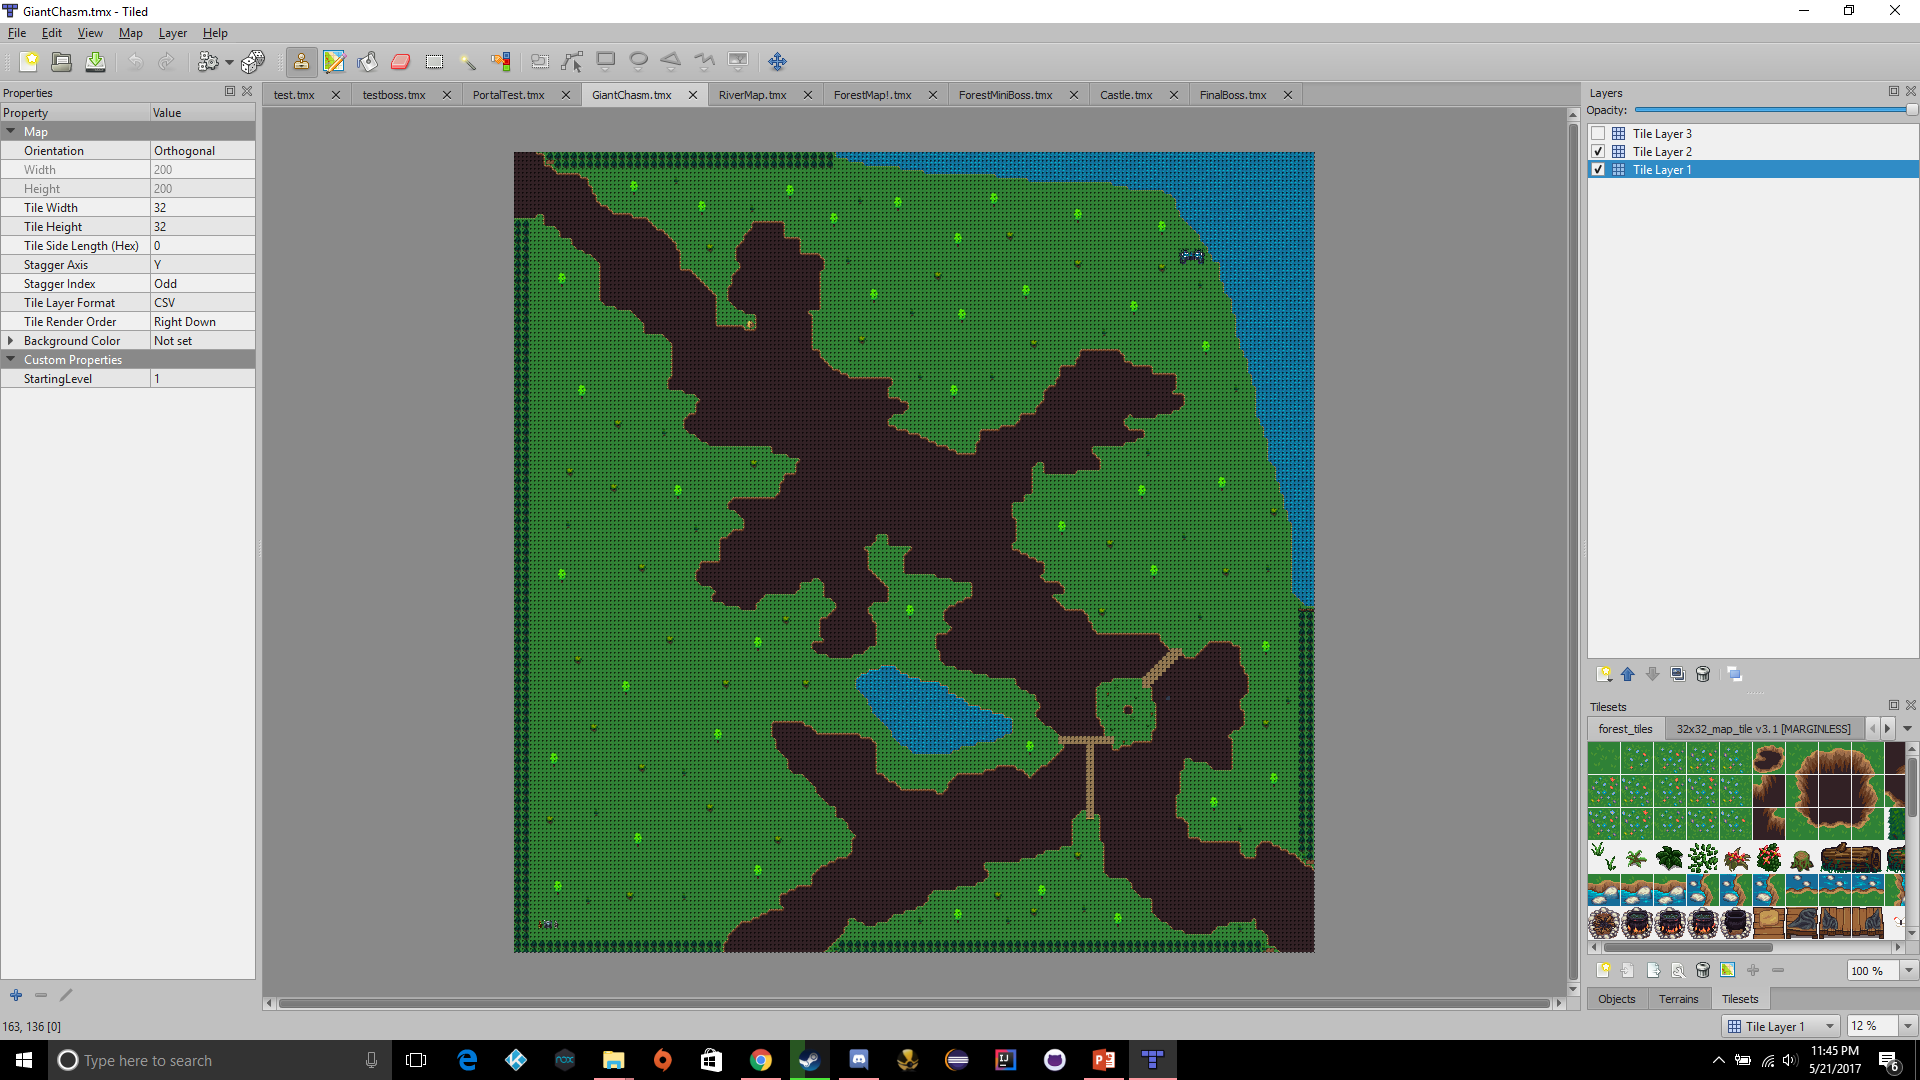 GiantChasm.tmx - Tiled
File Edit View Map Layer Help
Properties
Property Value
Map
Orientation Orthogonal
Width 200
Height 200
Tile Width 32
Tile Height 32
Tile Side Length (Hex) 0
Stagger Axis Y
Stagger Index Odd
Tile Layer Format CSV
Tile Render Order Right Down
Background Color Not set
Custom Properties
StartingLevel 1
test.tmx testboss.tmx PortalTest.tmx GiantChasm.tmx RiverMap.tmx ForestMap!.tmx ForestMiniBoss.tmx Castle.tmx FinalBoss.tmx
Layers
Opacity:
Tile Layer 3
Tile Layer 2
Tile Layer 1
Tilesets
forest_tiles 32x32_map_tile v3.1 [MARGINLESS]
100 %
Objects Terrains Tilesets
163, 136 [0]
Tile Layer 1 12 %
Type here to search
nox
IJ
11:45 PM
5/21/2017
6